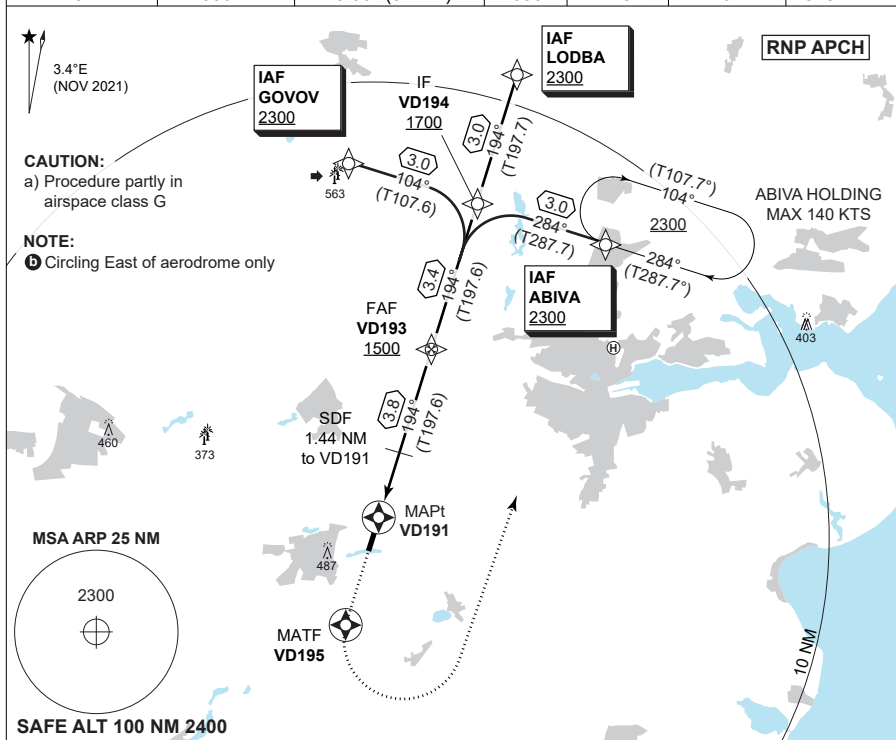 IAF
LODBA
2300
RNP APCH
3.4°E
(NOV 2021)
IAF
GOVOV
2300
IF
VD194
1700
3.0
194°
(T197.7)
CAUTION:
a) Procedure partly in
airspace class G
563
3.0
104°
(T107.6)
(T107.7°)
104°
ABIVA HOLDING
MAX 140 KTS
2300
3.0
284°
(T287.7)
284°
(T287.7°)
NOTE:
b Circling East of aerodrome only
IAF
ABIVA
2300
3.4
194°
(T197.6)
FAF
VD193
1500
H
403
3.8
194°
(T197.6)
SDF
1.44 NM
to VD191
460
373
MAPt
VD191
MSA ARP 25 NM
487
2300
MATF
VD195
10 NM
SAFE ALT 100 NM 2400